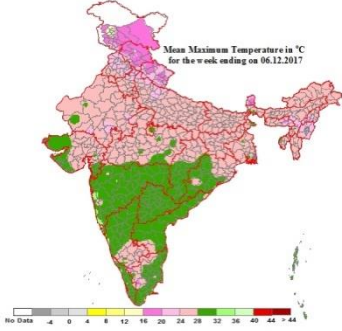 Mean Maximum Temperature in °C
for the week ending on 06.12.2017
No Data -4 0 4 8 12 16 20 24 28 32 36 40 44 > 44